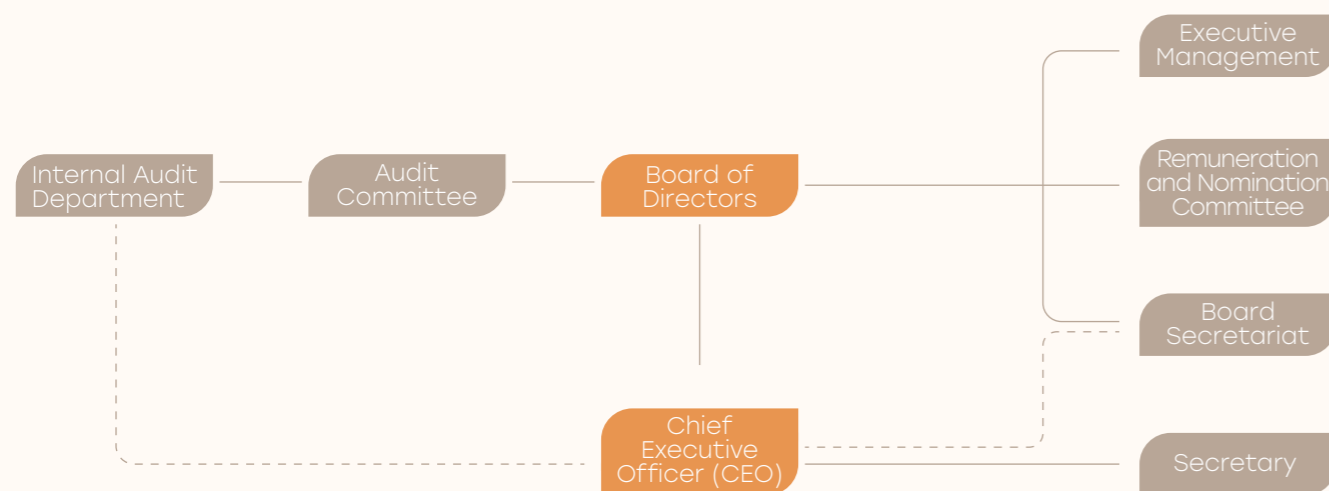 Executive
Management
Internal Audit
Department
Audit
Committee
Board of
Directors
Remuneration
and Nomination
Committee
Board
Secretariat
Chief
Executive
Officer (CEO)
Secretary